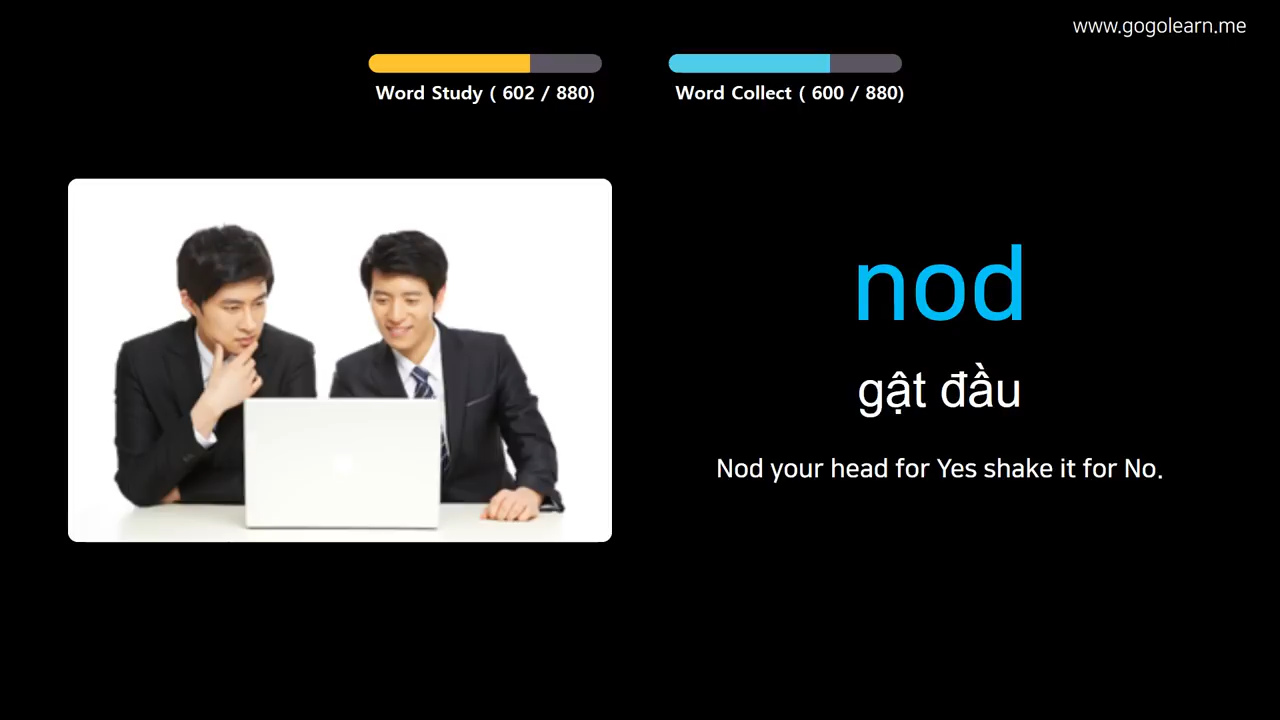 www.gogolearn.me
Word Study ( 602 / 880)
Word Collect ( 600 / 880)
nod
gật đầu
Nod your head for Yes shake it for No.